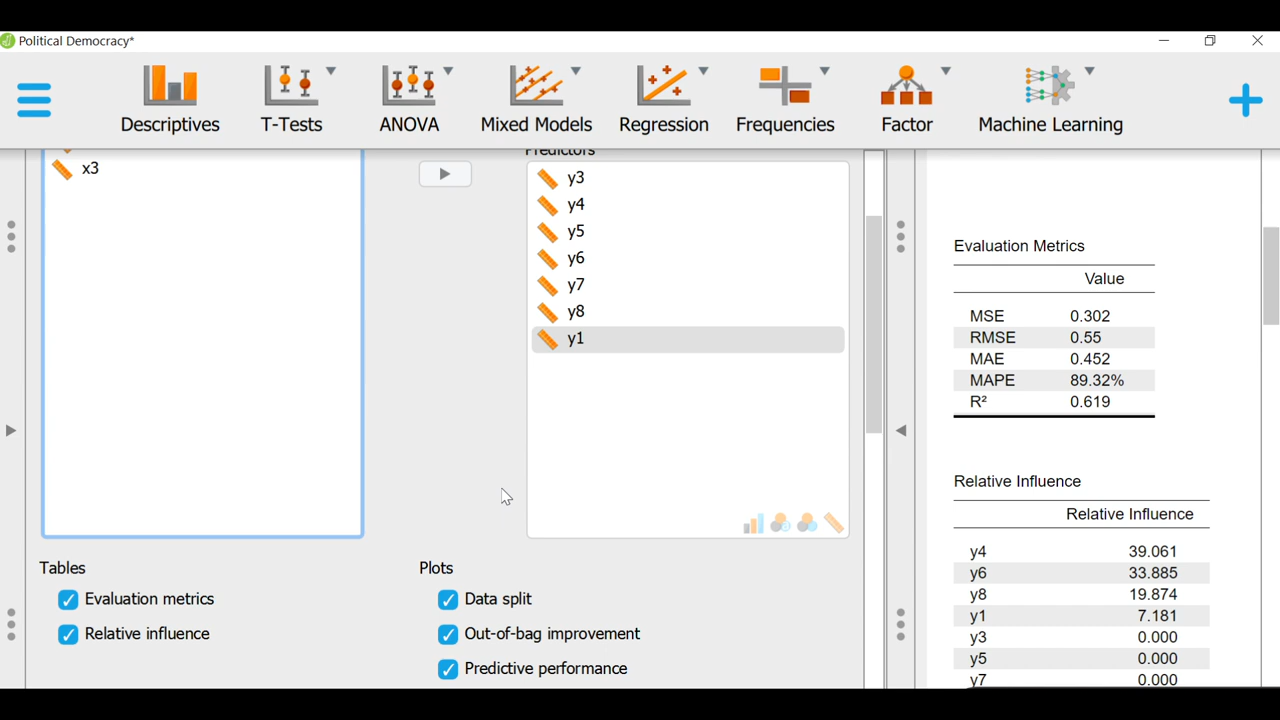 Political Democracy*
Descriptives
T-Tests
ANOVA
Mixed Models
Regression
Frequencies
Factor
Machine Learning
x3
Predictors
y3
y4
y5
y6
y7
y8
y1
Tables
Evaluation metrics
Relative influence
Plots
Data split
Out-of-bag improvement
Predictive performance
Evaluation Metrics
Value
MSE 0.302
RMSE 0.55
MAE 0.452
MAPE 89.32%
R² 0.619
Relative Influence
Relative Influence
y4 39.061
y6 33.885
y8 19.874
y1 7.181
y3 0.000
y5 0.000
y7 0.000